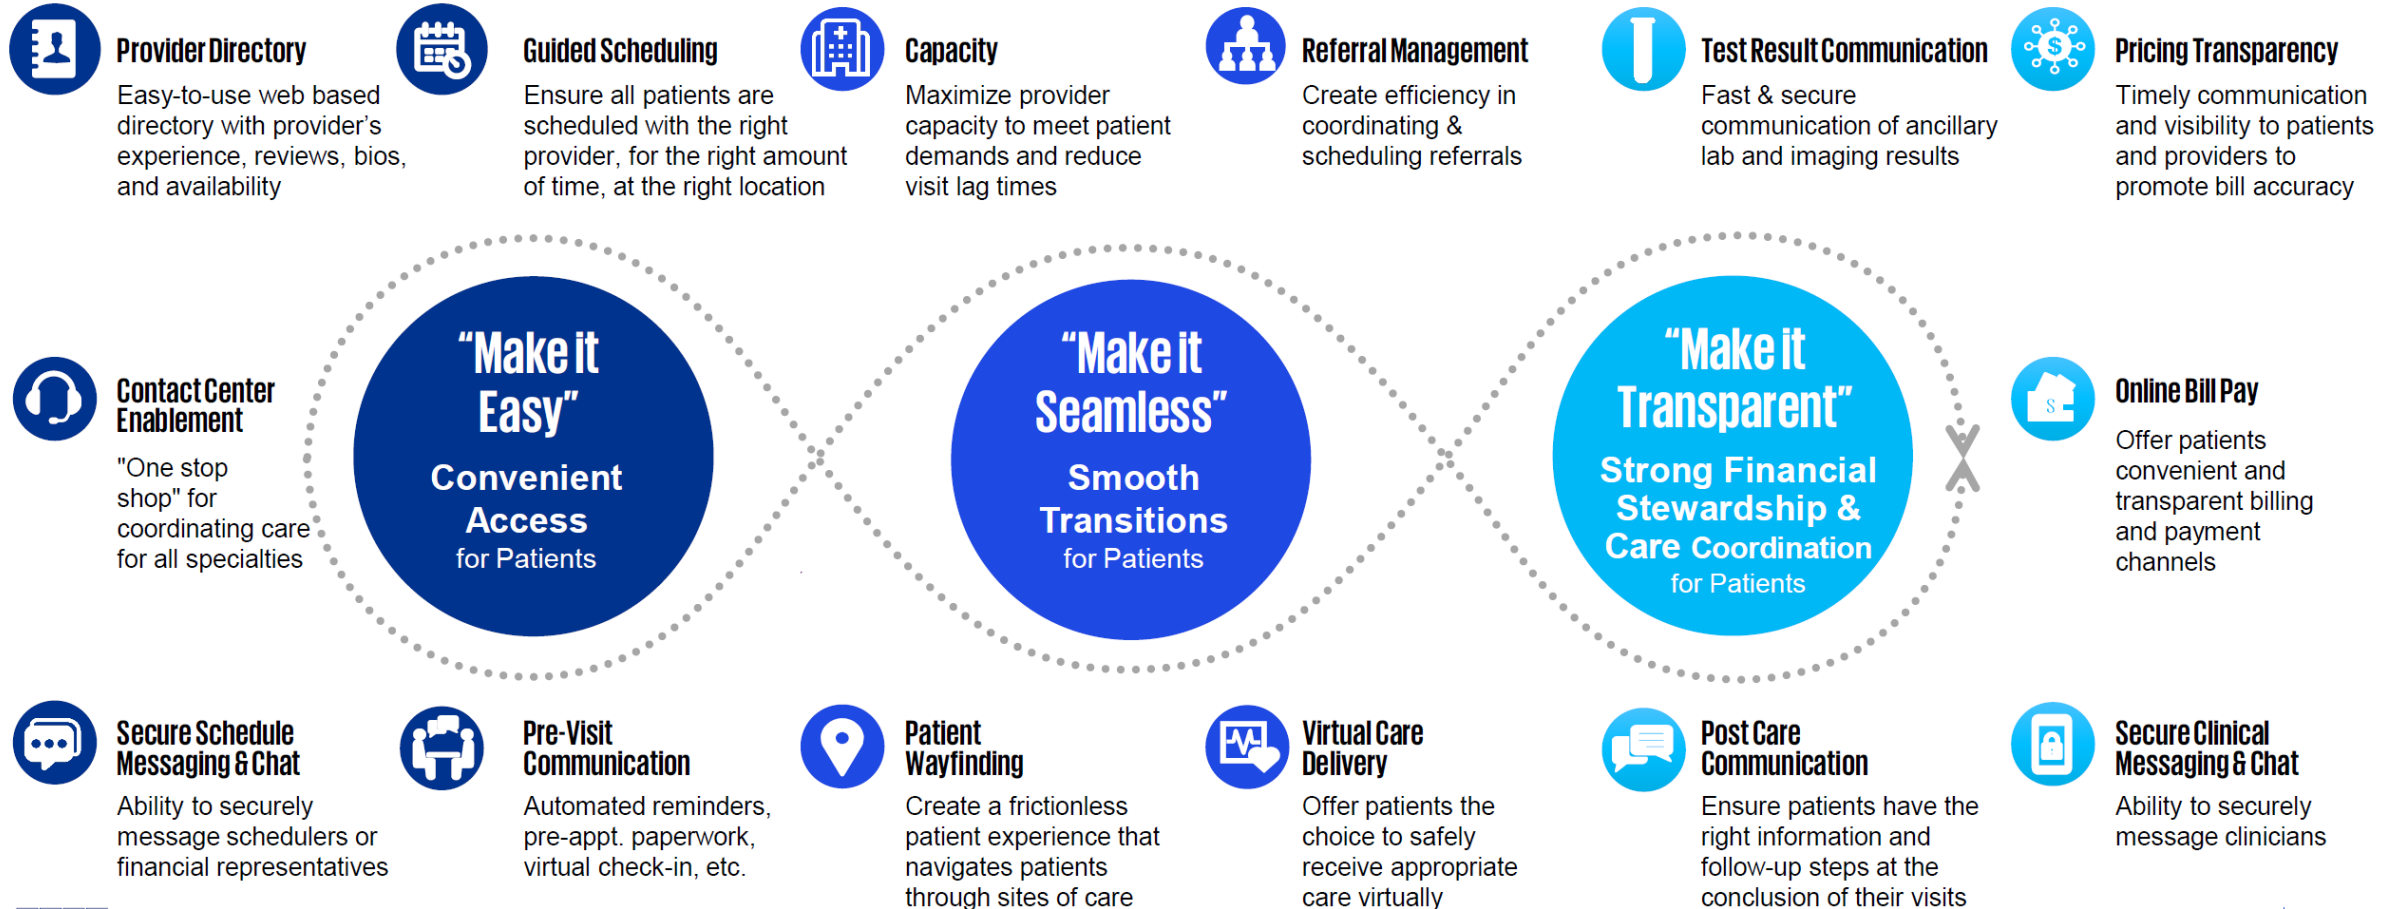 Provider Directory
Easy-to-use web based
directory with provider's
experience, reviews, bios,
and availability
Guided Scheduling
Ensure all patients are
scheduled with the right
provider, for the right amount
of time, at the right location
Capacity
Maximize provider
capacity to meet patient
demands and reduce
visit lag times
Referral Management
Create efficiency in
coordinating &
scheduling referrals
Test Result Communication
Fast & secure
communication of ancillary
lab and imaging results
Pricing Transparency
Timely communication
and visibility to patients
and providers to
promote bill accuracy
$
Contact Center
Enablement
"One stop
shop" for
coordinating care
for all specialties
“Make it
Easy”
Convenient
Access
for Patients
“Make it
Seamless”
Smooth
Transitions
for Patients
“Make it
Transparent”
Strong Financial
Stewardship &
Care Coordination
for Patients
$
Online Bill Pay
Offer patients
convenient and
transparent billing
and payment
channels
Secure Schedule
Messaging & Chat
Ability to securely
message schedulers or
financial representatives
Pre-Visit
Communication
Automated reminders,
pre-appt. paperwork,
virtual check-in, etc.
Patient
Wayfinding
Create a frictionless
patient experience that
navigates patients
through sites of care
Virtual Care
Delivery
Offer patients the
choice to safely
receive appropriate
care virtually
Post Care
Communication
Ensure patients have the
right information and
follow-up steps at the
conclusion of their visits
Secure Clinical
Messaging & Chat
Ability to securely
message clinicians